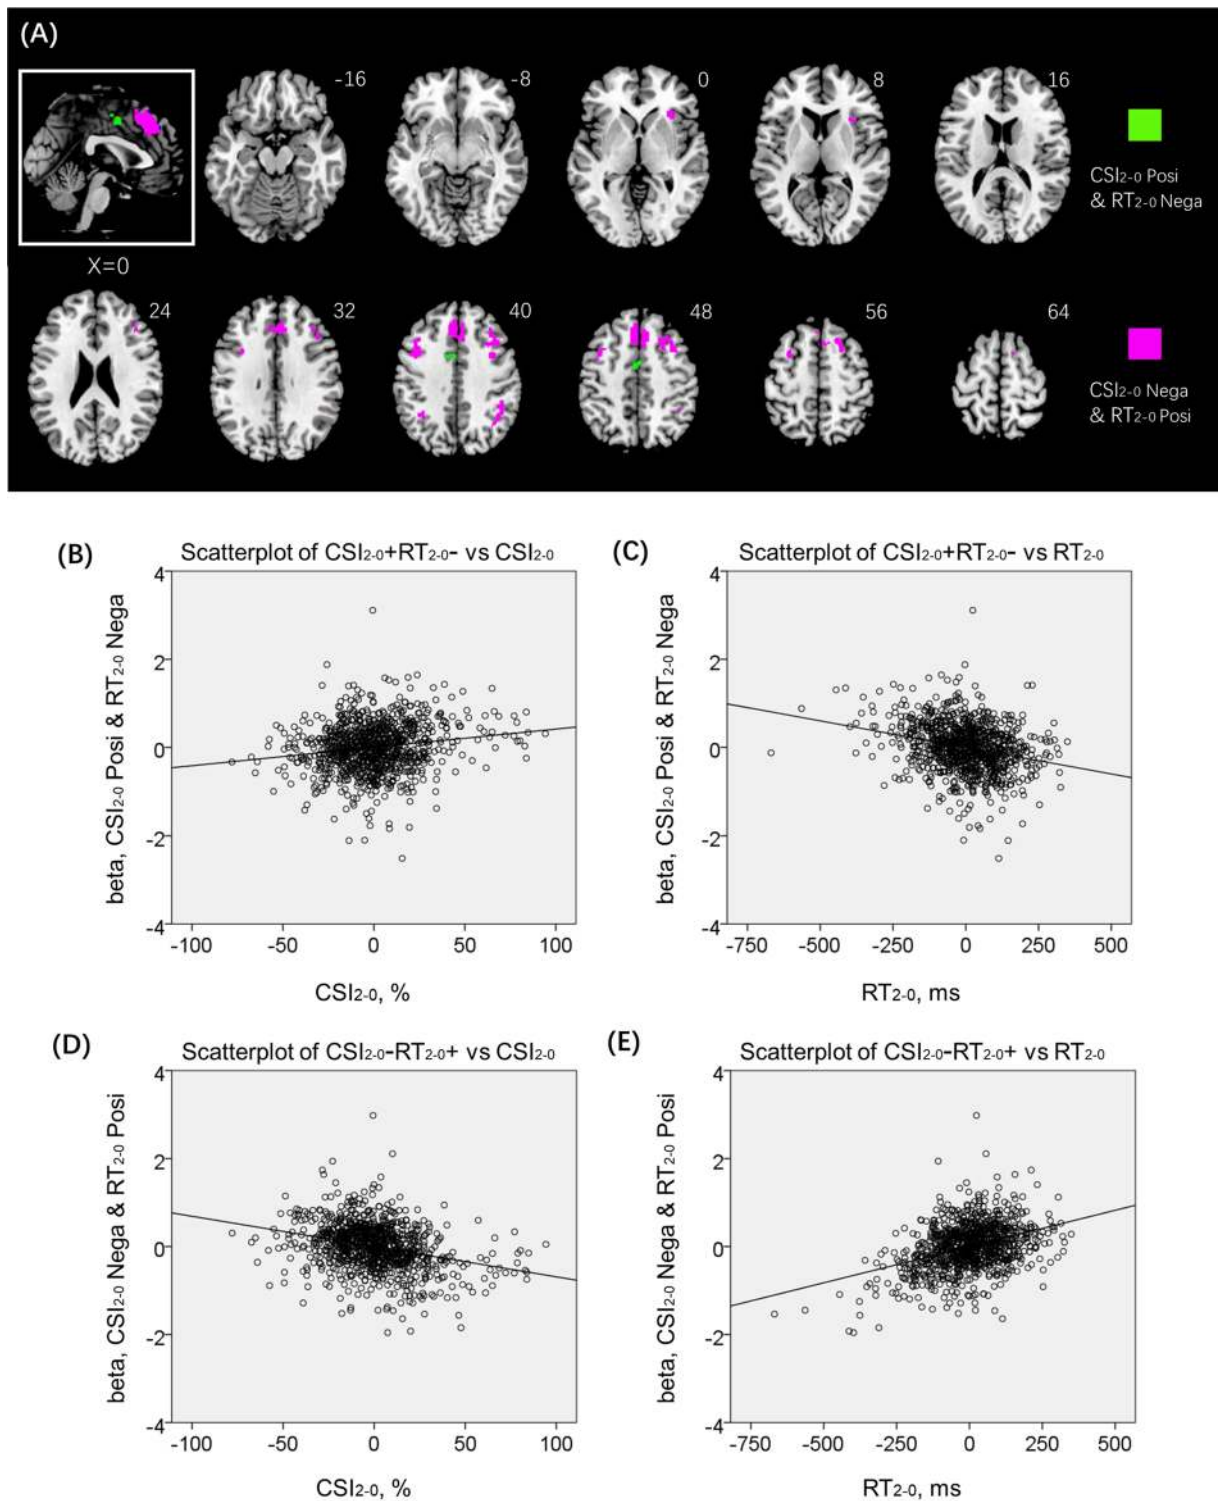 (A)
-16
-8
0
8
16
CSI2-0 Posi
& RT2-0 Nega
X=0
24
32
40
48
56
64
CSI2-0 Nega
& RT2-0 Posi
(B)
Scatterplot of CSI2-0+RT2-0- vs CSI2-0
beta, CSI2-0 Posi & RT2-0 Nega
4
2
0
-2
-4
-100
-50
0
50
100
CSI2-0, %
(C)
Scatterplot of CSI2-0+RT2-0- vs RT2-0
beta, CSI2-0 Posi & RT2-0 Nega
4
2
0
-2
-4
-750
-500
-250
0
250
500
RT2-0, ms
(D)
Scatterplot of CSI2-0-RT2-0+ vs CSI2-0
beta, CSI2-0 Nega & RT2-0 Posi
4
2
0
-2
-4
-100
-50
0
50
100
CSI2-0, %
(E)
Scatterplot of CSI2-0-RT2-0+ vs RT2-0
beta, CSI2-0 Nega & RT2-0 Posi
4
2
0
-2
-4
-750
-500
-250
0
250
500
RT2-0, ms